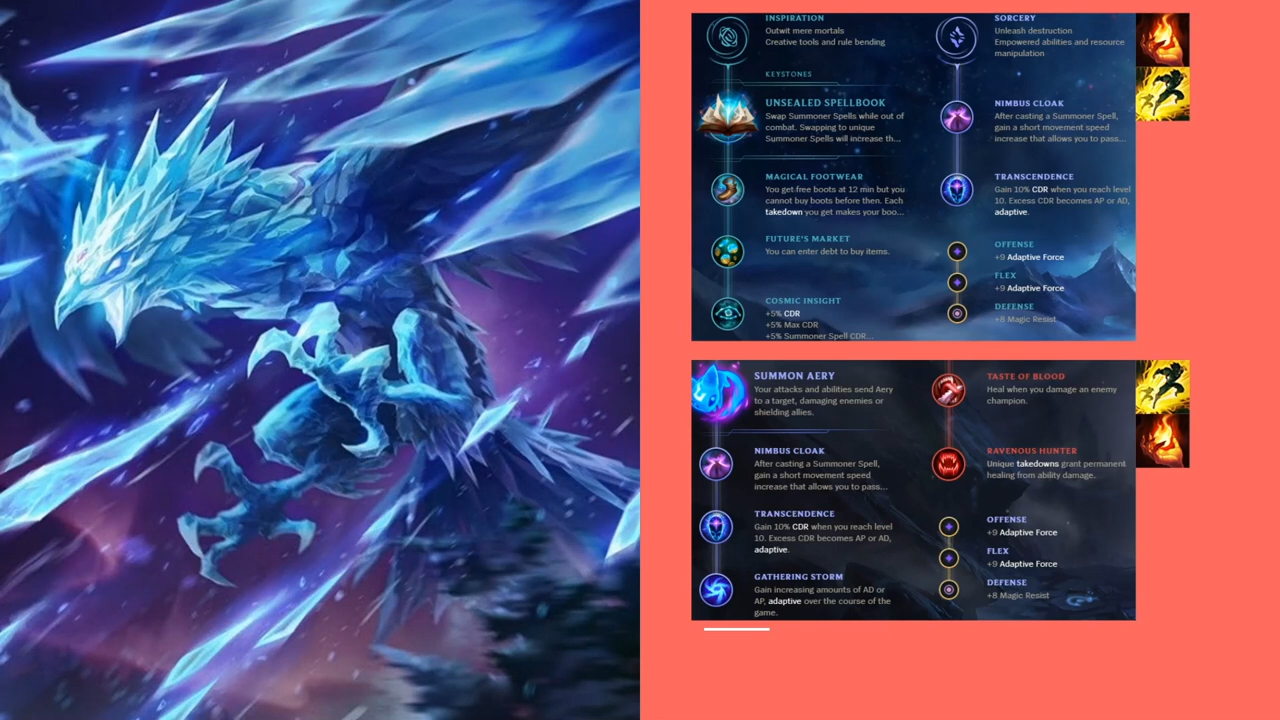 INSPIRATION
Outwit mere mortals
Creative tools and rule bending
KEYSTONES
UNSEALED SPELLBOOK
Swap Summoner Spells while out of
combat. Swapping to unique
Summoner Spells will increase th...
MAGICAL FOOTWEAR
You get free boots at 12 min but you
cannot buy boots before then. Each
takedown you get makes your boo...
FUTURE'S MARKET
You can enter debt to buy items.
COSMIC INSIGHT
+5% CDR
+5% Max CDR
+5% Summoner Spell CDR...
SORCERY
Unleash destruction
Empowered abilities and resource
manipulation
NIMBUS CLOAK
After casting a Summoner Spell,
gain a short movement speed
increase that allows you to pass...
TRANSCENDENCE
Gain 10% CDR when you reach level
10. Excess CDR becomes AP or AD,
adaptive.
OFFENSE
+9 Adaptive Force
FLEX
+9 Adaptive Force
DEFENSE
+8 Magic Resist
SUMMON AERY
Your attacks and abilities send Aery
to a target, damaging enemies or
shielding allies.
NIMBUS CLOAK
After casting a Summoner Spell,
gain a short movement speed
increase that allows you to pass...
TRANSCENDENCE
Gain 10% CDR when you reach level
10. Excess CDR becomes AP or AD,
adaptive.
GATHERING STORM
Gain increasing amounts of AD or
AP, adaptive over the course of the
game.
TASTE OF BLOOD
Heal when you damage an enemy
champion.
RAVENOUS HUNTER
Unique takedowns grant permanent
healing from ability damage.
OFFENSE
+9 Adaptive Force
FLEX
+9 Adaptive Force
DEFENSE
+8 Magic Resist